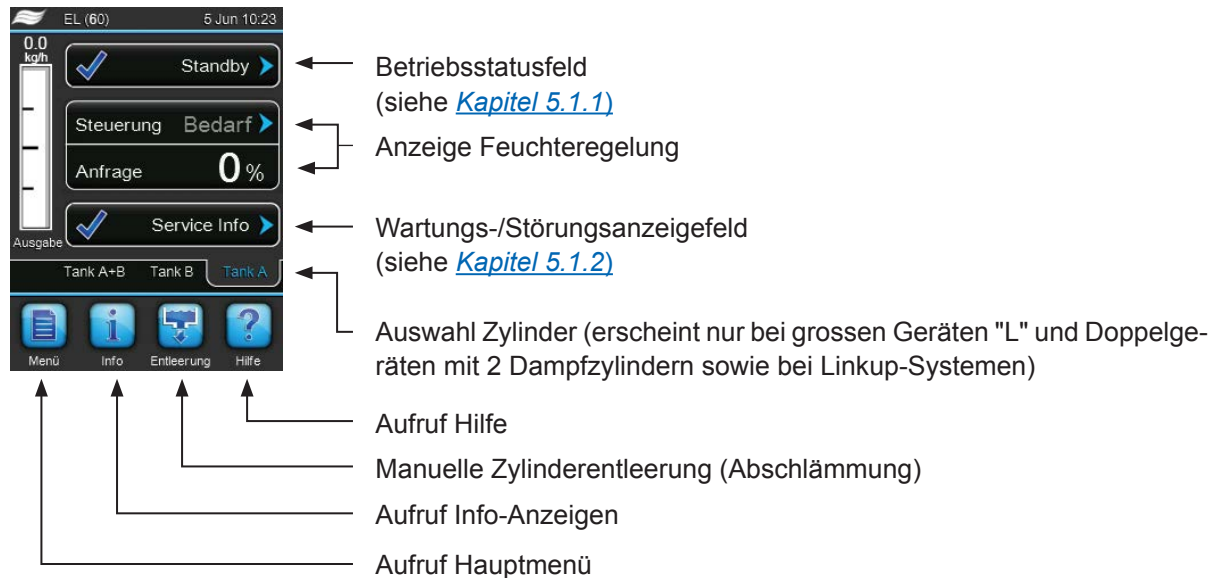 EL (60) 5 Jun 10:23
0.0
kg/h
Standby
Steuerung Bedarf
Anfrage 0 %
Service Info
Ausgabe
Tank A+B Tank B Tank A
Menü Info Entleerung Hilfe
Betriebsstatusfeld
(siehe Kapitel 5.1.1)
Anzeige Feuchteregelung
Wartungs-/Störungsanzeigefeld
(siehe Kapitel 5.1.2)
Auswahl Zylinder (erscheint nur bei grossen Geräten "L" und Doppelge-
räten mit 2 Dampfzylindern sowie bei Linkup-Systemen)
Aufruf Hilfe
Manuelle Zylinderentleerung (Abschlämmung)
Aufruf Info-Anzeigen
Aufruf Hauptmenü